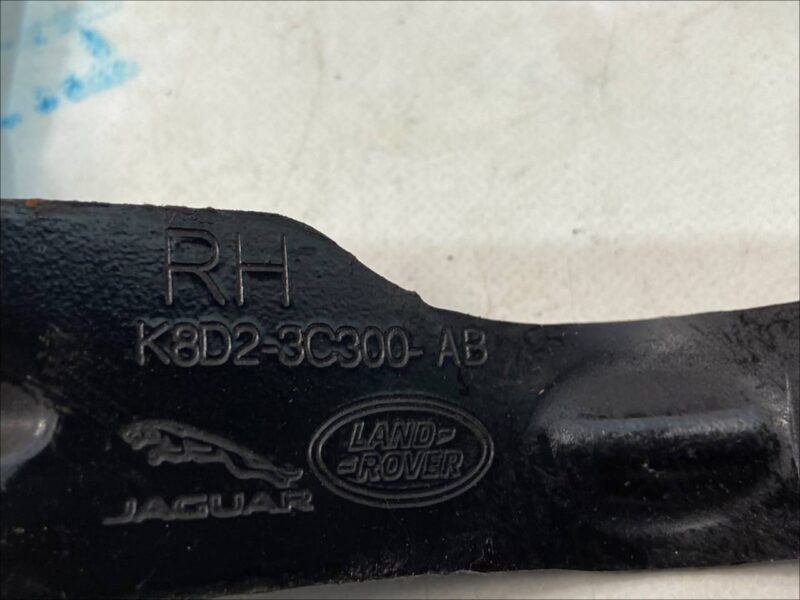 RH
K8D2-3C300-AB
JAGUAR
LAND-
-ROVER